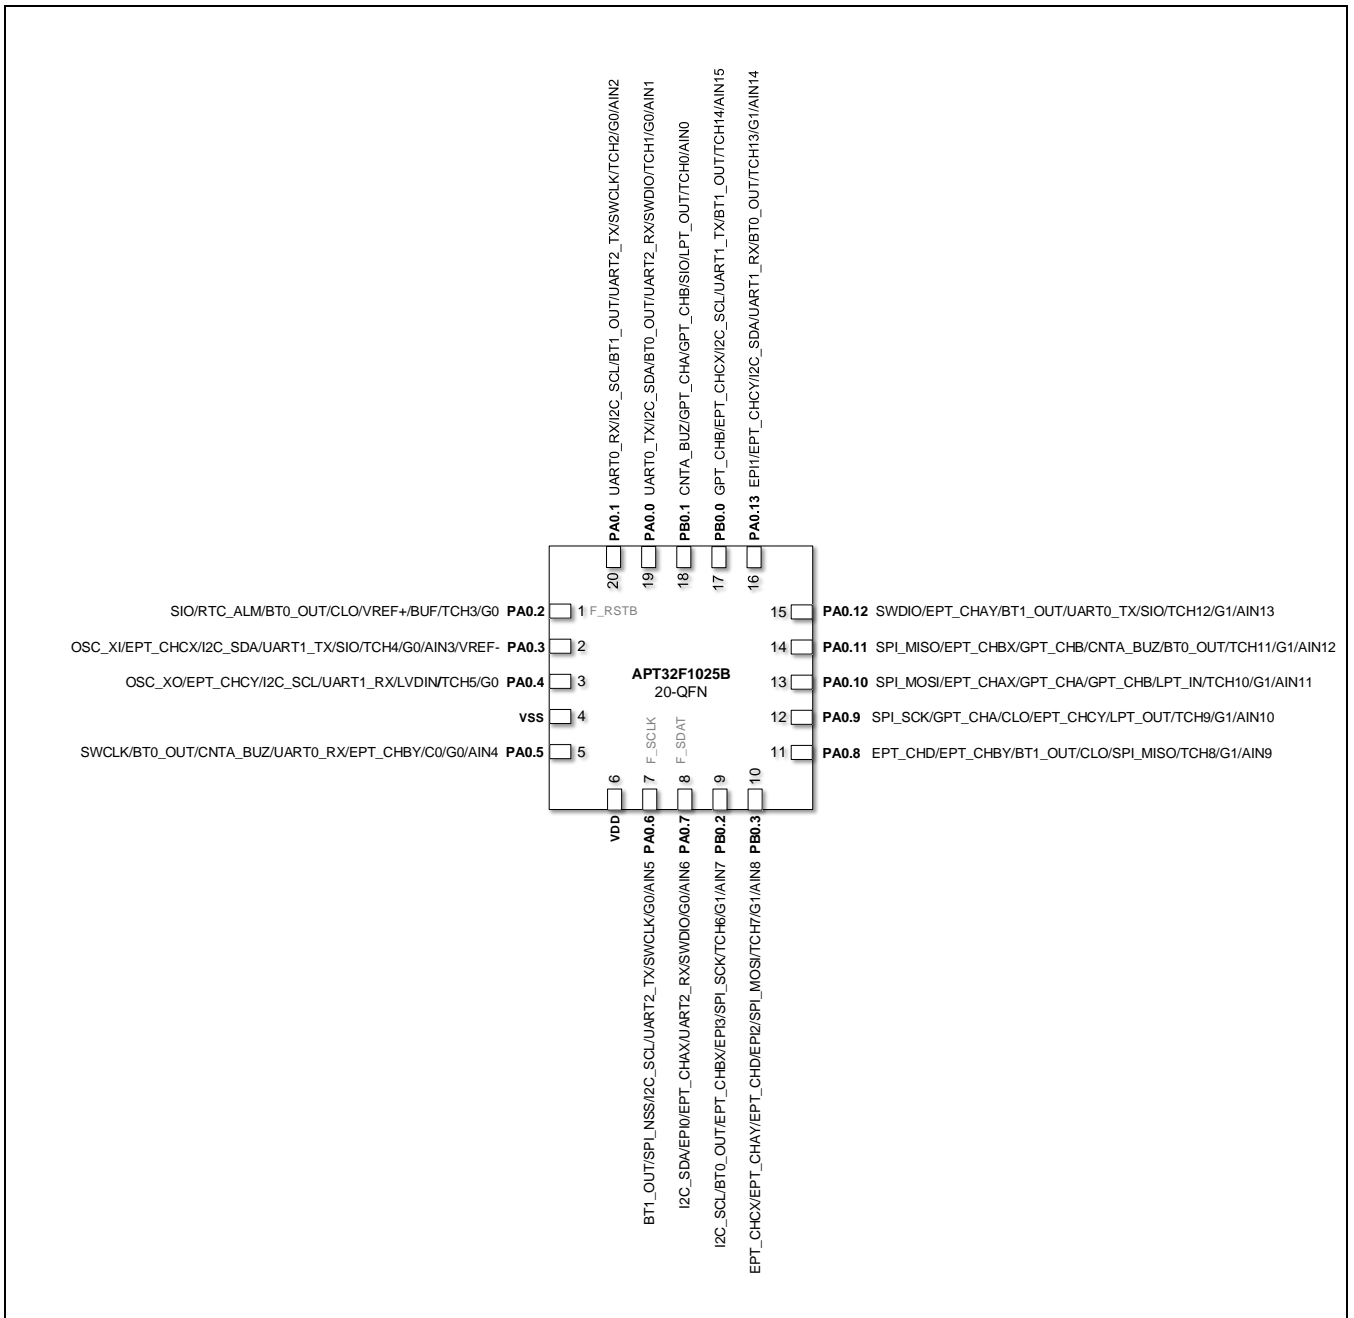 PA0.1 UART0_RX/I2C_SCL/BT1_OUT/UART2_TX/SWCLK/TCH2/G0/AIN2
PA0.0 UART0_TX/I2C_SDA/BT0_OUT/UART2_RX/SWDIO/TCH1/G0/AIN1
PB0.1 CNTA_BUZ/GPT_CHA/GPT_CHB/SIO/LPT_OUT/TCH0/AIN0
PB0.0 GPT_CHB/EPT_CHCX/I2C_SCL/UART1_TX/BT1_OUT/TCH14/AIN15
PA0.13 EPI1/EPT_CHCY/I2C_SDA/UART1_RX/BT0_OUT/TCH13/G1/AIN14
20
19
18
17
16
SIO/RTC_ALM/BT0_OUT/CLO/VREF+/BUF/TCH3/G0 PA0.2 1 F_RSTB
OSC_XI/EPT_CHCX/I2C_SDA/UART1_TX/SIO/TCH4/G0/AIN3/VREF- PA0.3 2
OSC_XO/EPT_CHCY/I2C_SCL/UART1_RX/LVDIN/TCH5/G0 PA0.4 3
VSS 4
SWCLK/BT0_OUT/CNTA_BUZ/UART0_RX/EPT_CHBY/C0/G0/AIN4 PA0.5 5
APT32F1025B
20-QFN
15 PA0.12 SWDIO/EPT_CHAY/BT1_OUT/UART0_TX/SIO/TCH12/G1/AIN13
14 PA0.11 SPI_MISO/EPT_CHBX/GPT_CHB/CNTA_BUZ/BT0_OUT/TCH11/G1/AIN12
13 PA0.10 SPI_MOSI/EPT_CHAX/GPT_CHA/GPT_CHB/LPT_IN/TCH10/G1/AIN11
12 PA0.9 SPI_SCK/GPT_CHA/CLO/EPT_CHCY/LPT_OUT/TCH9/G1/AIN10
11 PA0.8 EPT_CHD/EPT_CHBY/BT1_OUT/CLO/SPI_MISO/TCH8/G1/AIN9
F_SCLK
F_SDAT
6
7
8
9
10
VDD
BT1_OUT/SPI_NSS/I2C_SCL/UART2_TX/SWCLK/G0/AIN5 PA0.6
I2C_SDA/EPI0/EPT_CHAX/UART2_RX/SWDIO/G0/AIN6 PA0.7
I2C_SCL/BT0_OUT/EPT_CHBX/EPI3/SPI_SCK/TCH6/G1/AIN7 PB0.2
EPT_CHCX/EPT_CHAY/EPT_CHD/EPI2/SPI_MOSI/TCH7/G1/AIN8 PB0.3